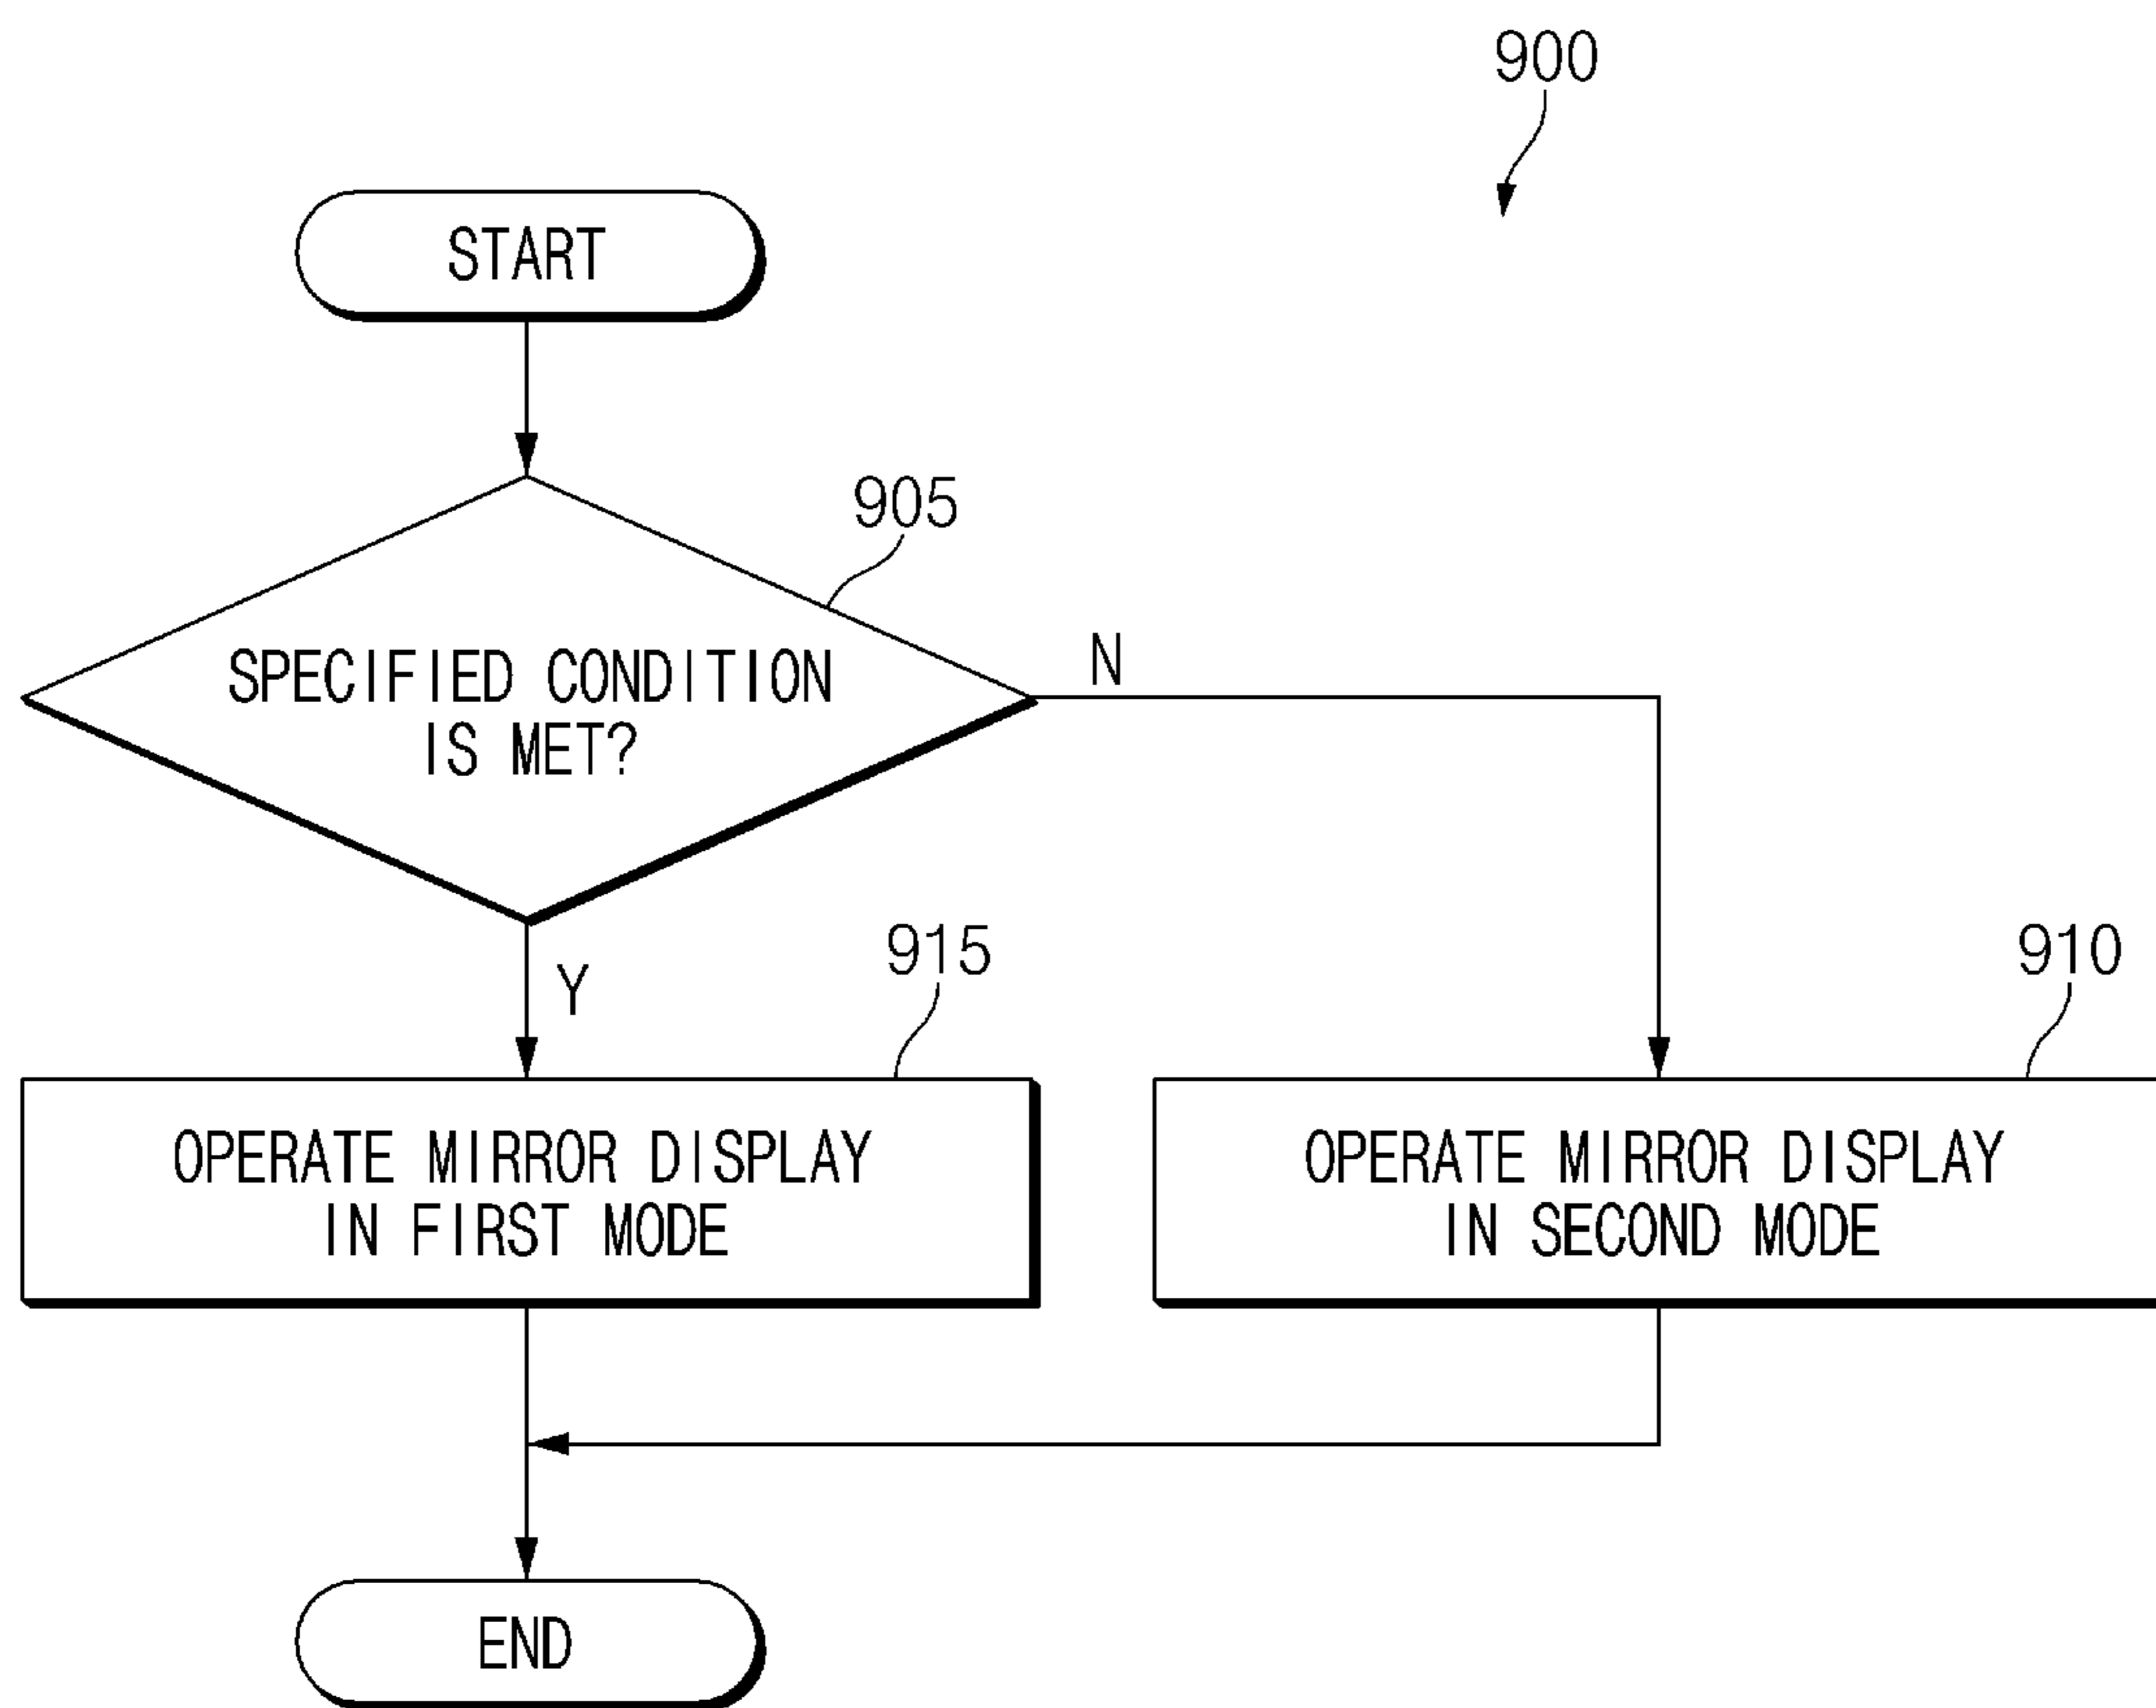 900
START
905
SPECIFIED CONDITION
IS MET?
N
Y
915
910
OPERATE MIRROR DISPLAY
IN FIRST MODE
OPERATE MIRROR DISPLAY
IN SECOND MODE
END